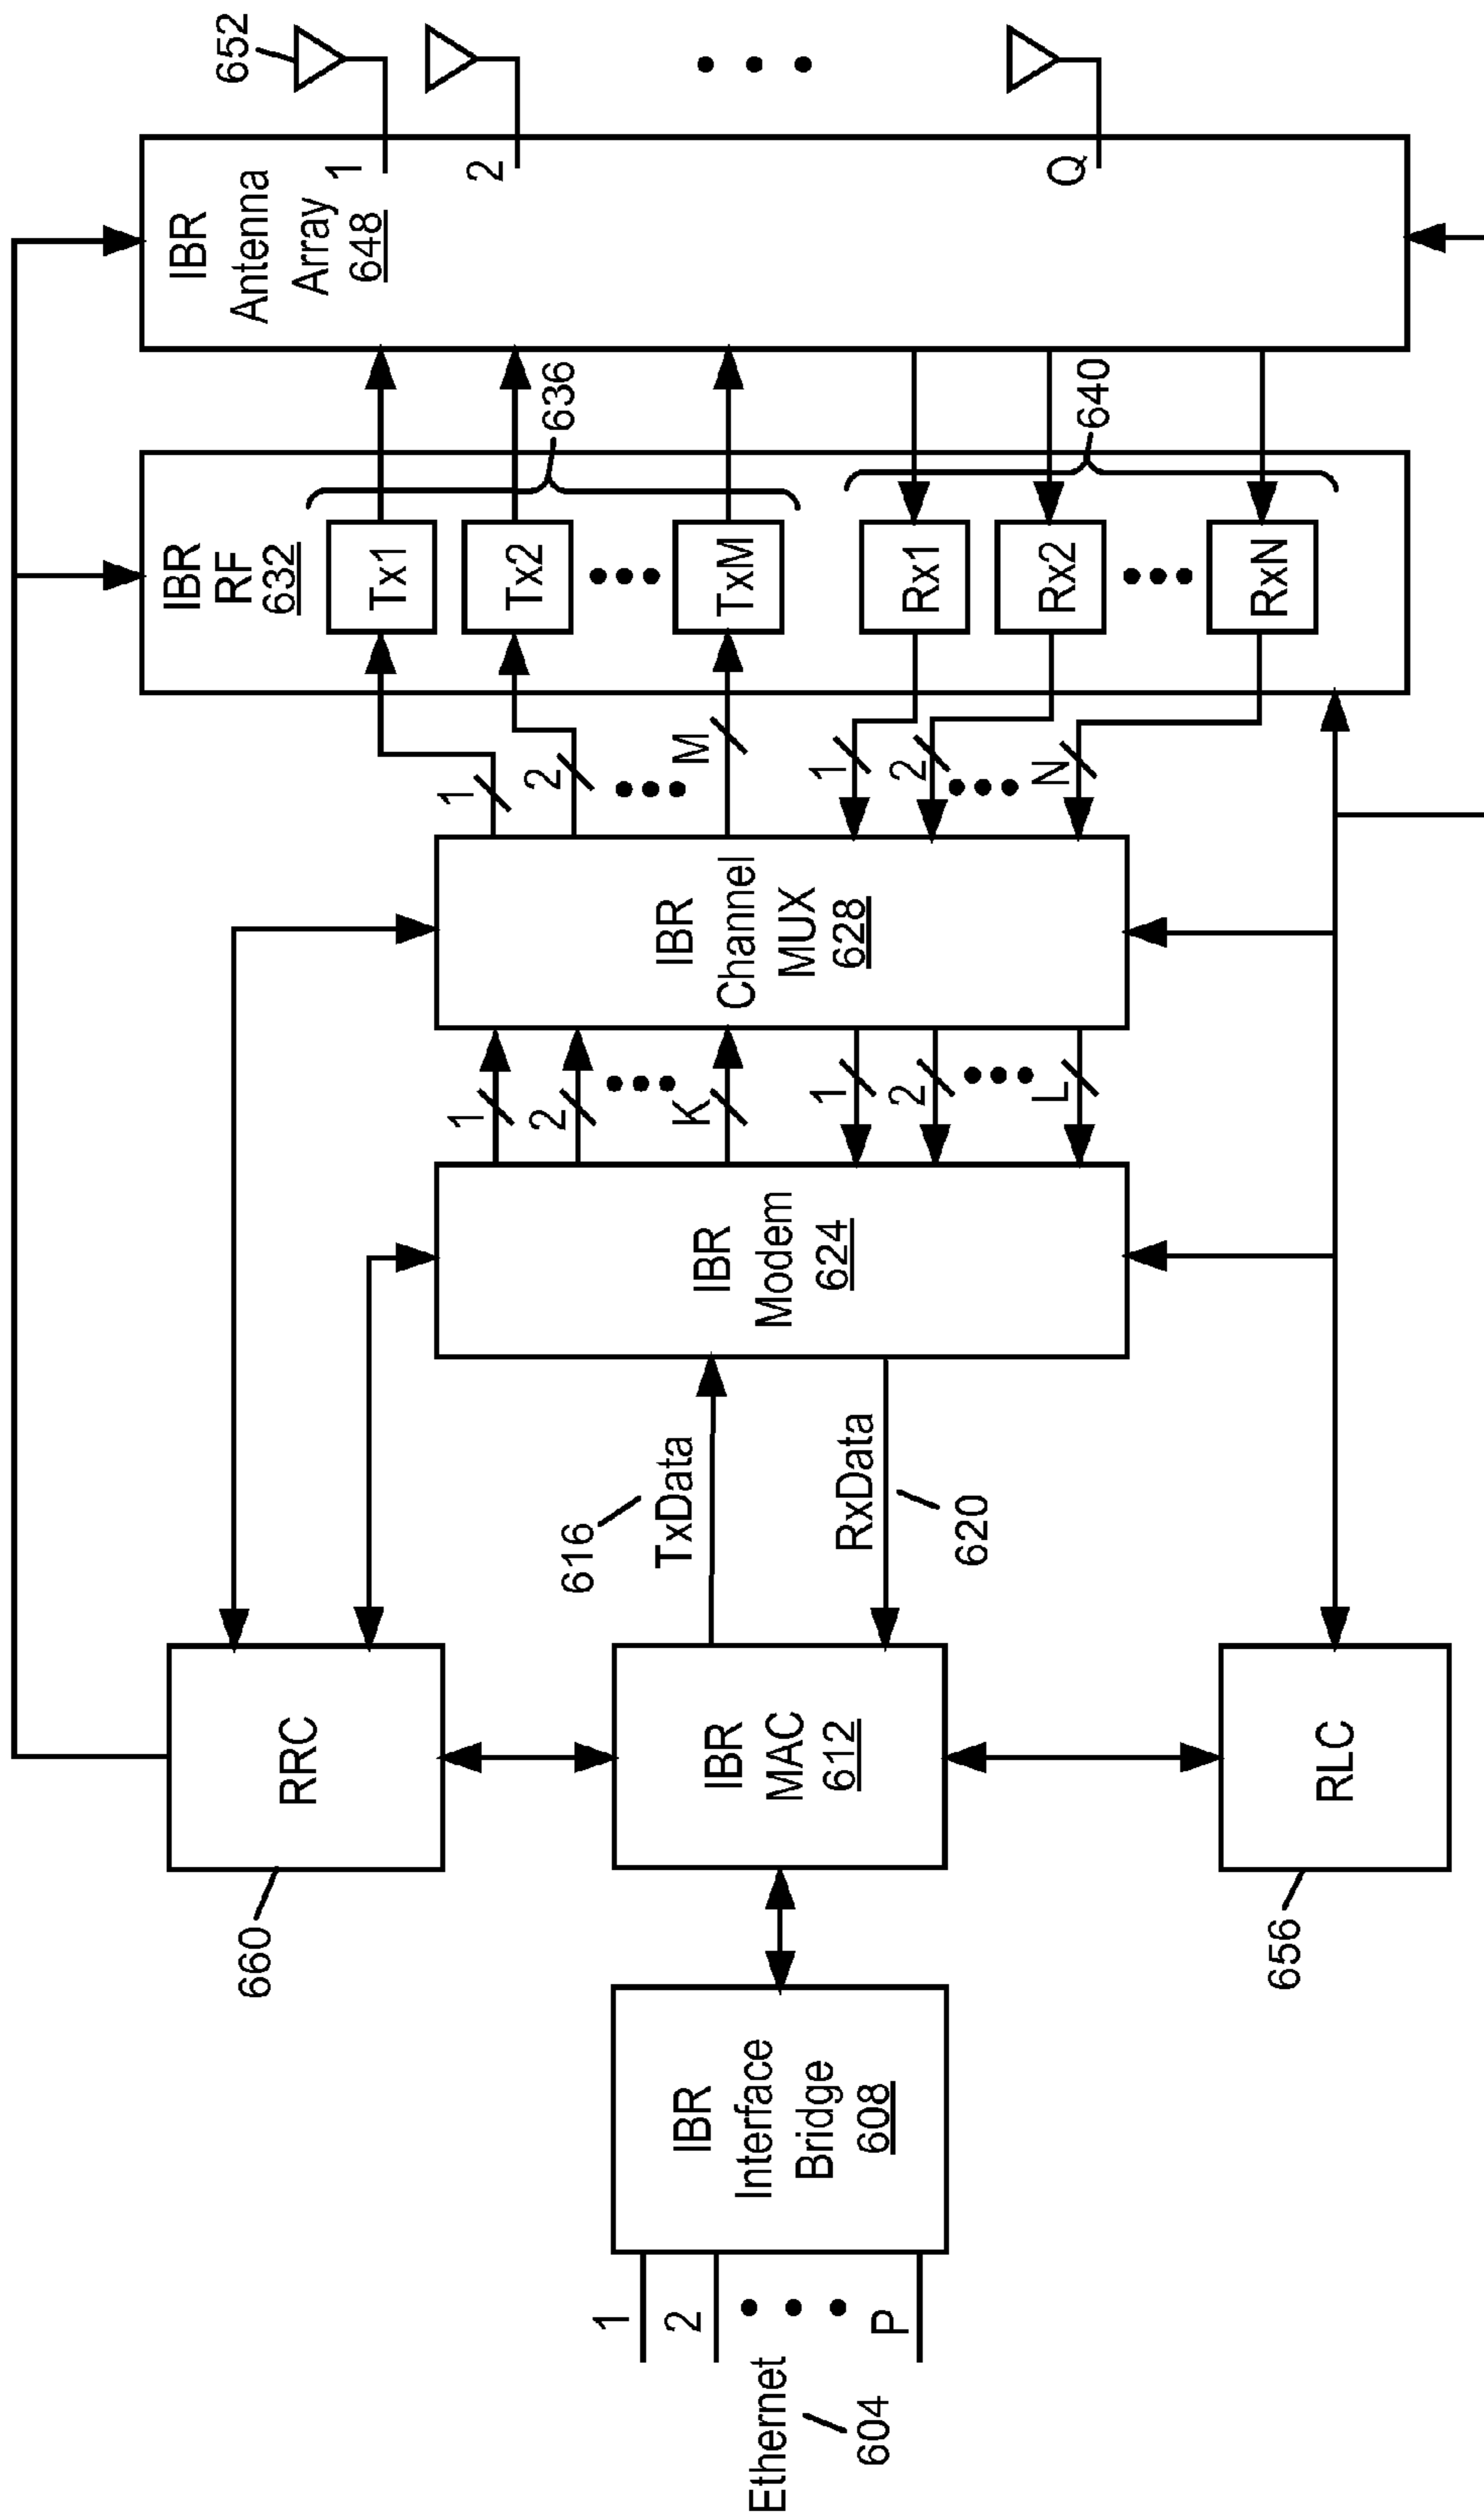 Ethernet
604
1
2
P
IBR
Interface
Bridge
608
660
RRC
IBR
MAC
612
656
RLC
616
TxData
RxData
620
IBR
Modem
624
1
2
K
1
2
L
IBR
Channel
MUX
628
1
2
M
1
2
N
IBR
RF
632
Tx1
Tx2
TxM
Rx1
Rx2
RxN
636
640
IBR
Antenna
Array
648
1
2
Q
652